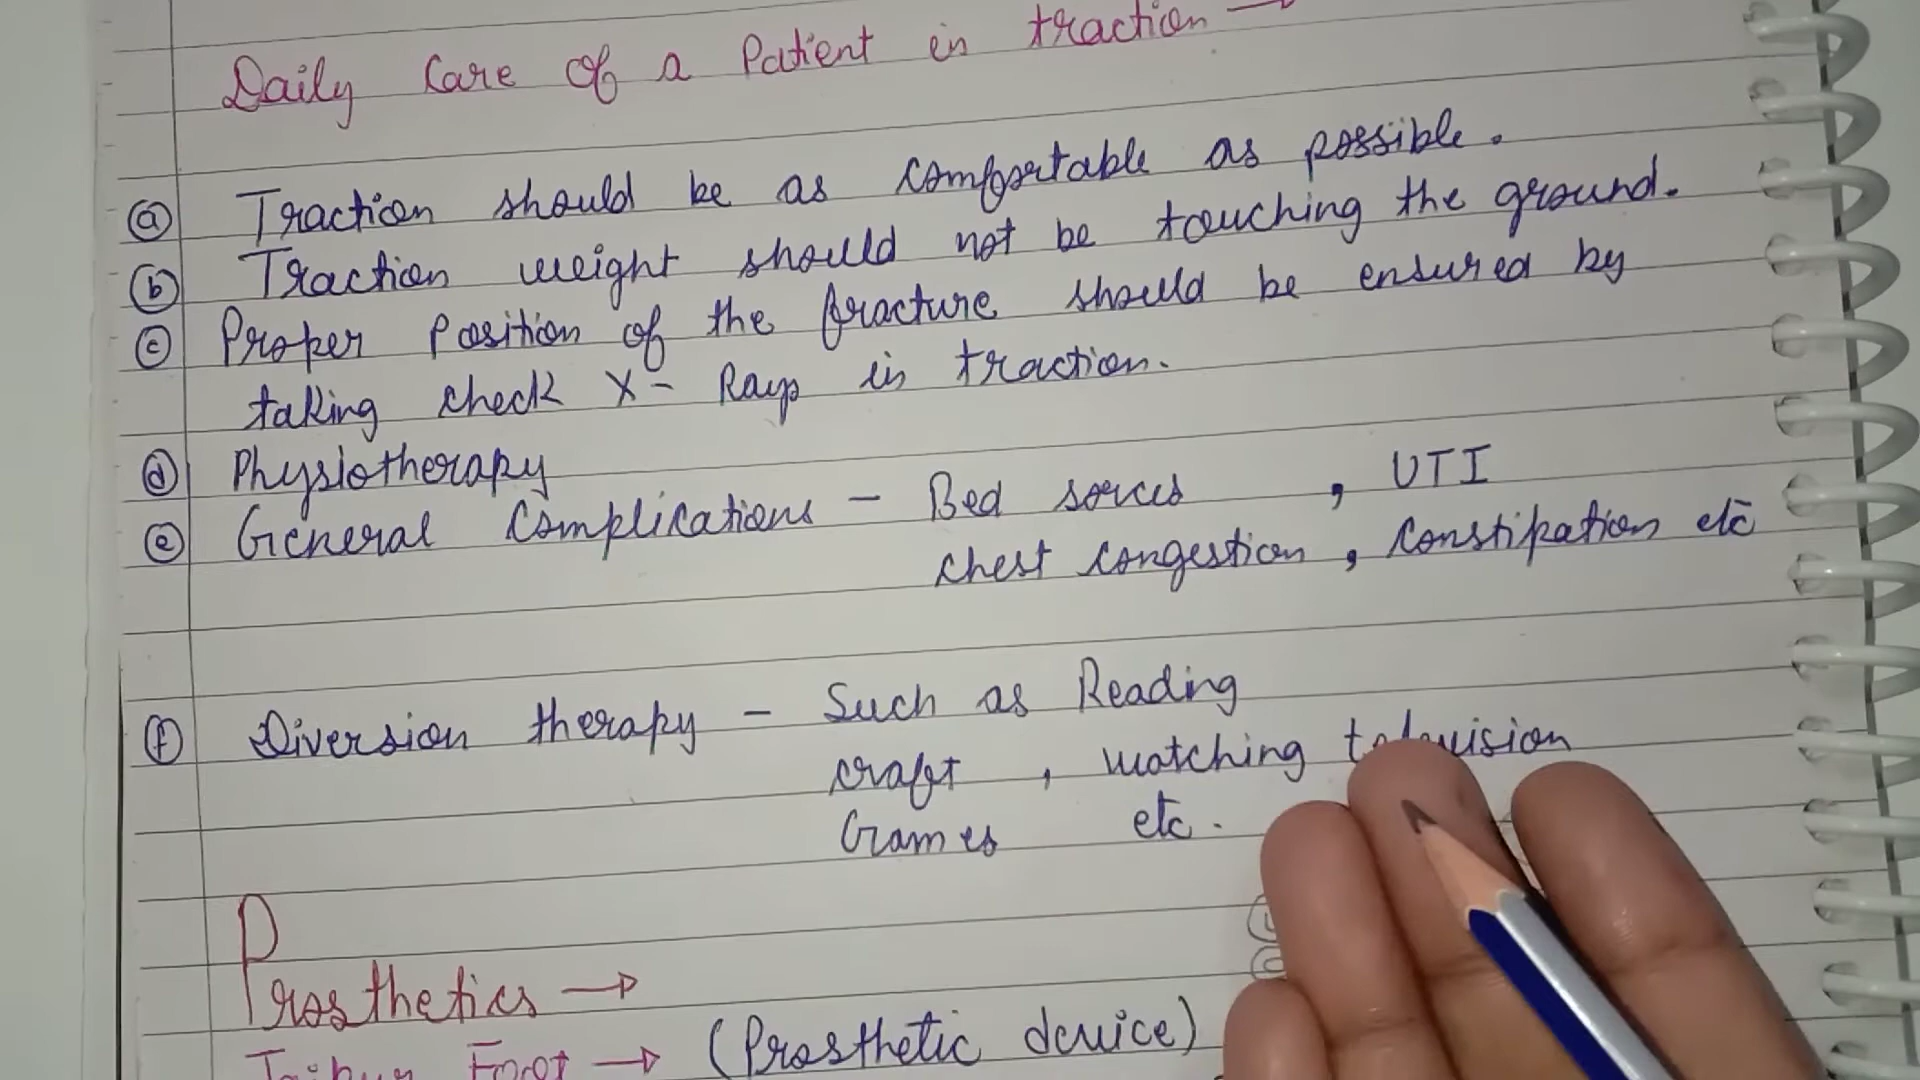 Daily Care of a Patient in traction →
ⓐ Traction should be as comfortable as possible.
ⓑ Traction weight should not be touching the ground.
ⓒ Proper Position of the fracture should be ensured by
taking check X- Rays in traction.
ⓓ Physiotherapy
ⓔ General Complications - Bed sores , UTI
chest congestion , constipation etc
ⓕ Diversion therapy - Such as Reading
craft , watching television
Games etc.
Prosthetics →
Jaipur Foot → (Prosthetic device)